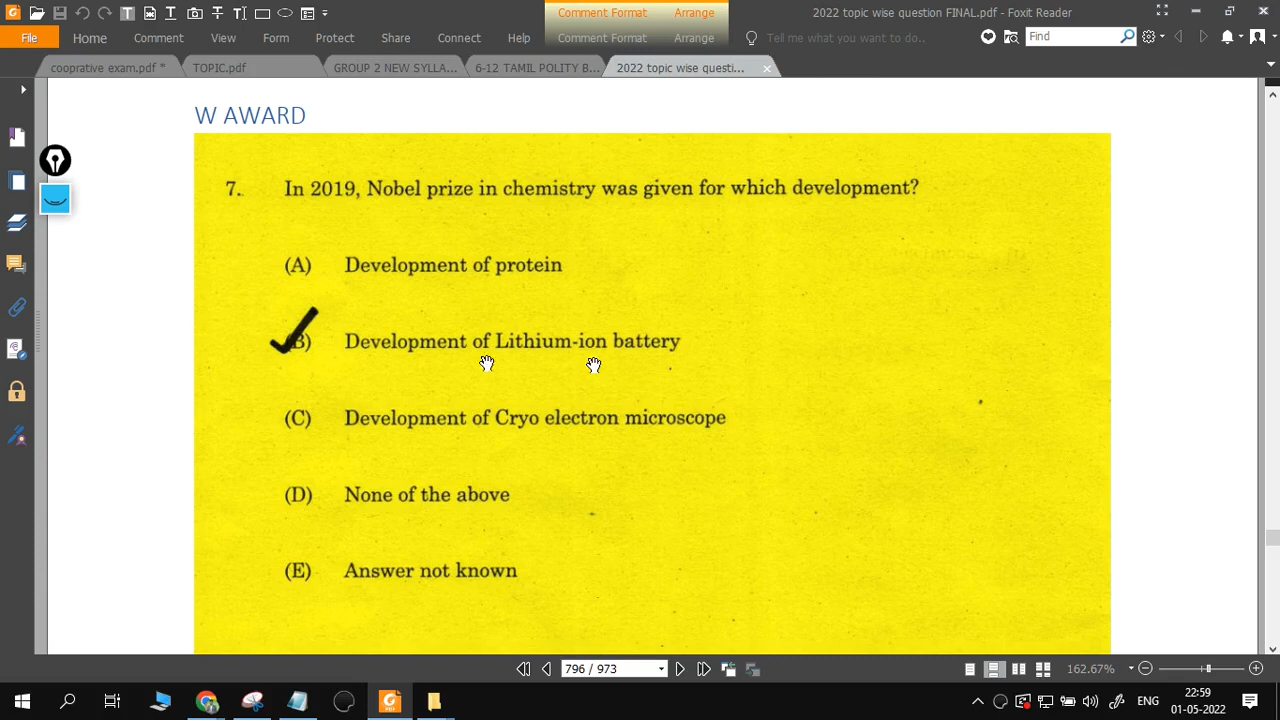 Comment Format Arrange
2022 topic wise question FINAL.pdf - Foxit Reader
File Home Comment View Form Protect Share Connect Help Comment Format Arrange Tell me what you want to do.. Find
cooprative exam.pdf * TOPIC.pdf GROUP 2 NEW SYLLA... 6-12 TAMIL POLITY B... 2022 topic wise questi...
W AWARD
7. In 2019, Nobel prize in chemistry was given for which development?
(A) Development of protein
(B) Development of Lithium-ion battery
(C) Development of Cryo electron microscope
(D) None of the above
(E) Answer not known
796 / 973 162.67%
ENG 22:59
01-05-2022